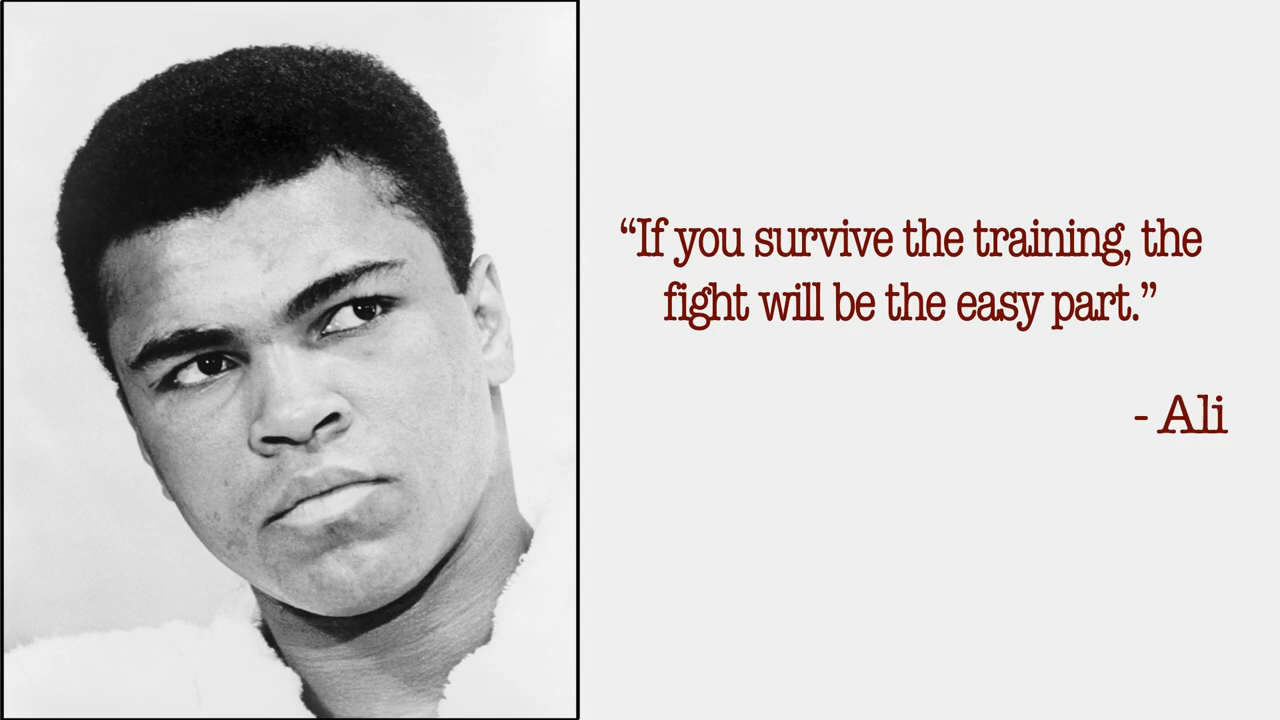 “If you survive the training, the
fight will be the easy part.”
- Ali